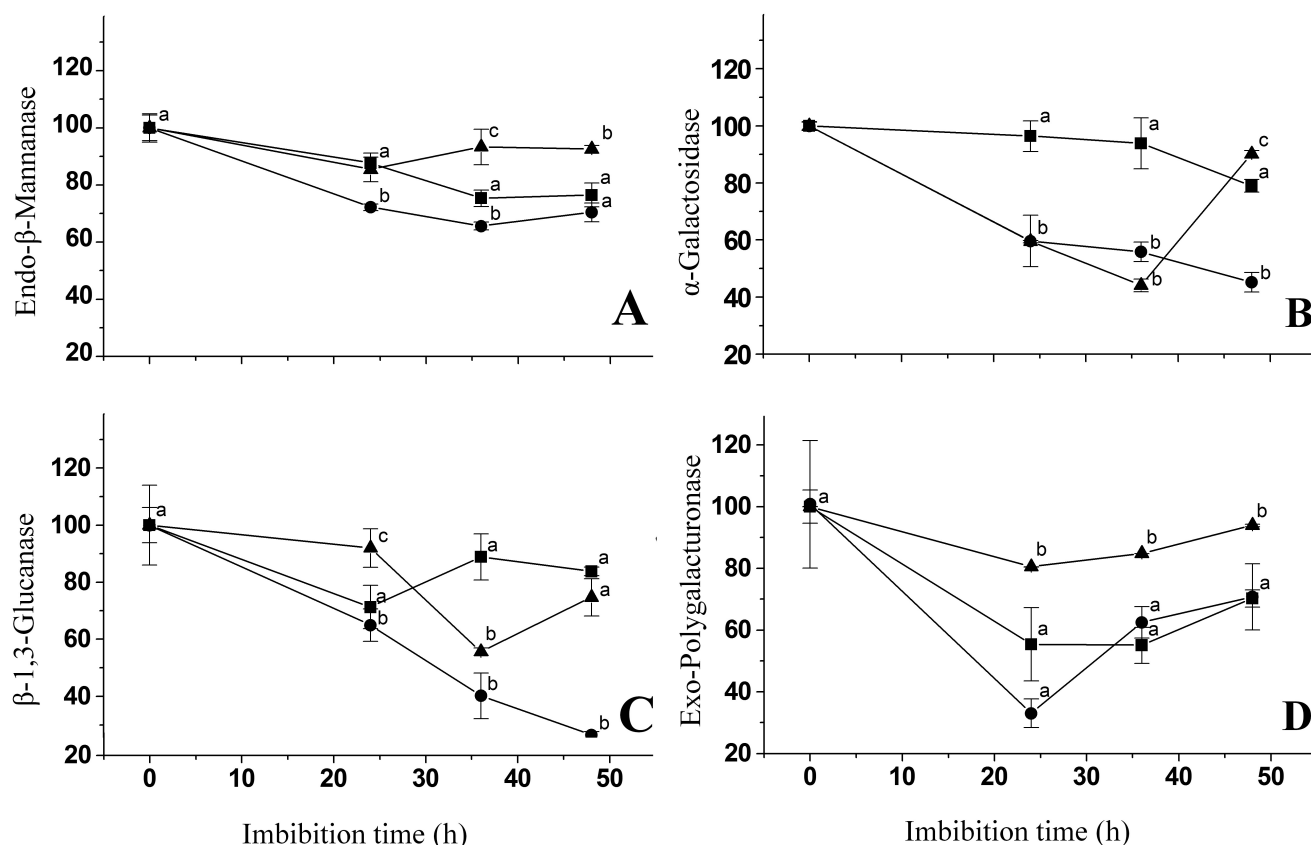 120
100
80
60
40
20
Endo-β-Mannanase
a
a
b
c
a
b
b
a
a
A
120
100
80
60
40
20
α-Galactosidase
a
b
a
b
b
c
a
b
B
120
100
80
60
40
20
β-1,3-Glucanase
a
c
a
b
a
b
b
a
a
b
C
0 10 20 30 40 50
Imbibition time (h)
120
100
80
60
40
20
Exo-Polygalacturonase
a
b
a
a
b
a
a
b
a
D
0 10 20 30 40 50
Imbibition time (h)